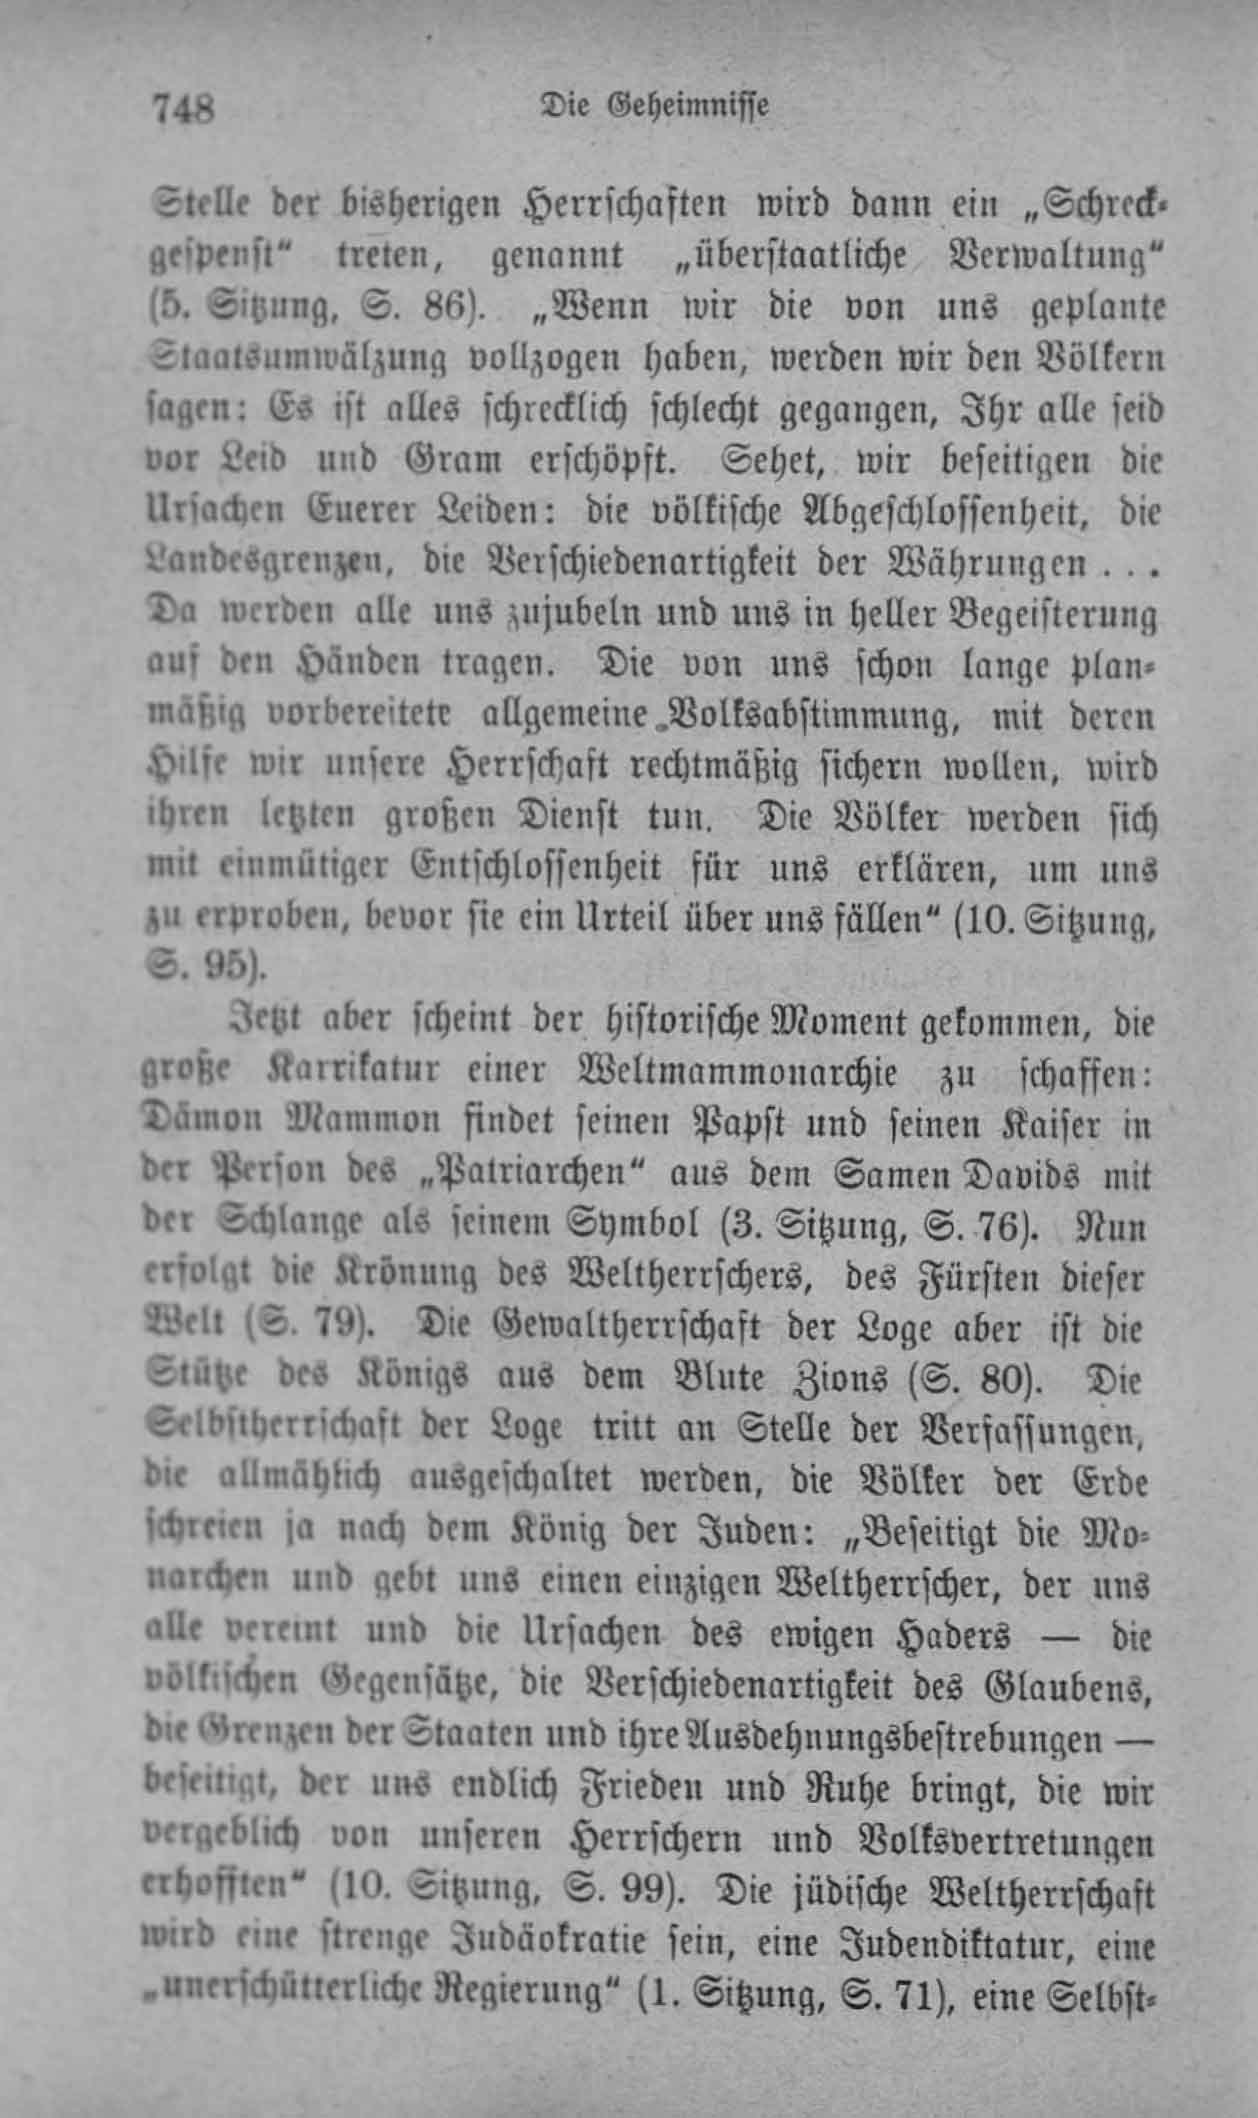 748
Die Geheimnisse
Stelle der bisherigen Herrschaften wird dann ein „Schreck-
gespenst“ treten, genannt „überstaatliche Verwaltung“
(5. Sitzung, S. 86). „Wenn wir die von uns geplante
Staatsumwälzung vollzogen haben, werden wir den Völkern
sagen: Es ist alles schrecklich schlecht gegangen, Ihr alle seid
vor Leid und Gram erschöpft. Sehet, wir beseitigen die
Ursachen Euerer Leiden: die völkische Abgeschlossenheit, die
Landesgrenzen, die Verschiedenartigkeit der Währungen . . .
Da werden alle uns zujubeln und uns in heller Begeisterung
auf den Händen tragen. Die von uns schon lange plan-
mäßig vorbereitete allgemeine Volksabstimmung, mit deren
Hilfe wir unsere Herrschaft rechtmäßig sichern wollen, wird
ihren letzten großen Dienst tun. Die Völker werden sich
mit einmütiger Entschlossenheit für uns erklären, um uns
zu erproben, bevor sie ein Urteil über uns fällen“ (10. Sitzung,
S. 95).
Jetzt aber scheint der historische Moment gekommen, die
große Karrikatur einer Weltmammonarchie zu schaffen:
Dämon Mammon findet seinen Papst und seinen Kaiser in
der Person des „Patriarchen“ aus dem Samen Davids mit
der Schlange als seinem Symbol (3. Sitzung, S. 76). Nun
erfolgt die Krönung des Weltherrschers, des Fürsten dieser
Welt (S. 79). Die Gewaltherrschaft der Loge aber ist die
Stütze des Königs aus dem Blute Zions (S. 80). Die
Selbstherrschaft der Loge tritt an Stelle der Verfassungen,
die allmählich ausgeschaltet werden, die Völker der Erde
schreien ja nach dem König der Juden: „Beseitigt die Mo-
narchen und gebt uns einen einzigen Weltherrscher, der uns
alle vereint und die Ursachen des ewigen Haders — die
völkischen Gegensätze, die Verschiedenartigkeit des Glaubens,
die Grenzen der Staaten und ihre Ausdehnungsbestrebungen —
beseitigt, der uns endlich Frieden und Ruhe bringt, die wir
vergeblich von unseren Herrschern und Volksvertretungen
erhofften“ (10. Sitzung, S. 99). Die jüdische Weltherrschaft
wird eine strenge Judäokratie sein, eine Judendiktatur, eine
„unerschütterliche Regierung“ (1. Sitzung, S. 71), eine Selbst-